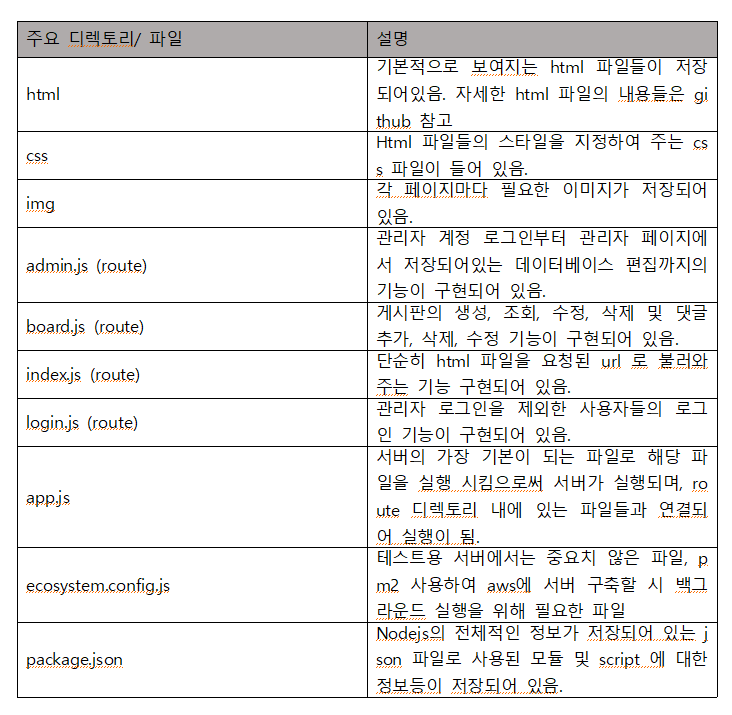 주요 디렉토리/ 파일
설명
html
기본적으로 보여지는 html 파일들이 저장
되어있음. 자세한 html 파일의 내용들은 gi
thub 참고
css
Html 파일들의 스타일을 지정하여 주는 cs
s 파일이 들어 있음.
img
각 페이지마다 필요한 이미지가 저장되어
있음.
admin.js (route)
관리자 계정 로그인부터 관리자 페이지에
서 저장되어있는 데이터베이스 편집까지의
기능이 구현되어 있음.
board.js (route)
게시판의 생성, 조회, 수정, 삭제 및 댓글
추가, 삭제, 수정 기능이 구현되어 있음.
index.js (route)
단순히 html 파일을 요청된 url 로 불러와
주는 기능 구현되어 있음.
login.js (route)
관리자 로그인을 제외한 사용자들의 로그
인 기능이 구현되어 있음.
app.js
서버의 가장 기본이 되는 파일로 해당 파
일을 실행 시킴으로써 서버가 실행되며, ro
ute 디렉토리 내에 있는 파일들과 연결되
어 실행이 됨.
ecosystem.config.js
테스트용 서버에서는 중요치 않은 파일, p
m2 사용하여 aws에 서버 구축할 시 백그
라운드 실행을 위해 필요한 파일
package.json
Nodejs의 전체적인 정보가 저장되어 있는 j
son 파일로 사용된 모듈 및 script 에 대한
정보등이 저장되어 있음.